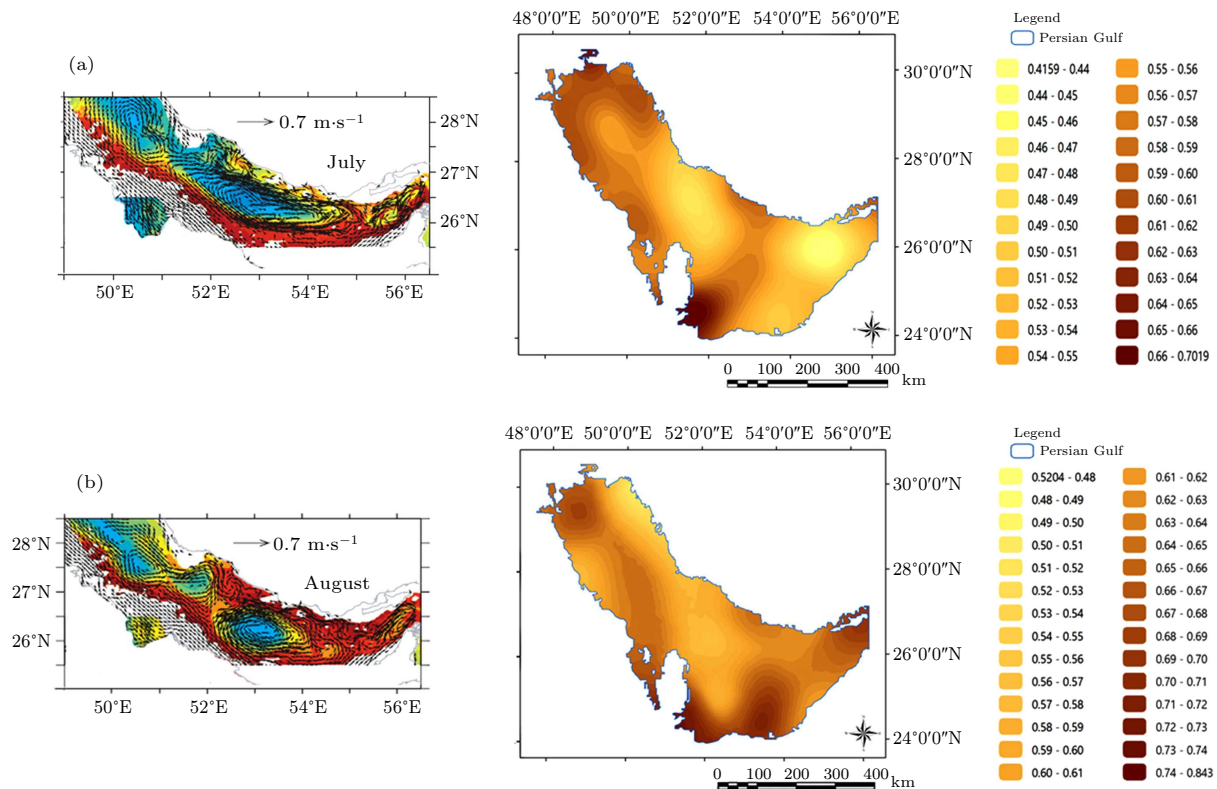 (a)
0.7 m·s⁻¹
July
28°N
27°N
26°N
50°E 52°E 54°E 56°E
48°0′0″E 50°0′0″E 52°0′0″E 54°0′0″E 56°0′0″E
30°0′0″N
28°0′0″N
26°0′0″N
24°0′0″N
0 100 200 300 400
km
Legend
Persian Gulf
0.4159 - 0.44
0.44 - 0.45
0.45 - 0.46
0.46 - 0.47
0.47 - 0.48
0.48 - 0.49
0.49 - 0.50
0.50 - 0.51
0.51 - 0.52
0.52 - 0.53
0.53 - 0.54
0.54 - 0.55
0.55 - 0.56
0.56 - 0.57
0.57 - 0.58
0.58 - 0.59
0.59 - 0.60
0.60 - 0.61
0.61 - 0.62
0.62 - 0.63
0.63 - 0.64
0.64 - 0.65
0.65 - 0.66
0.66 - 0.7019
(b)
0.7 m·s⁻¹
August
28°N
27°N
26°N
50°E 52°E 54°E 56°E
48°0′0″E 50°0′0″E 52°0′0″E 54°0′0″E 56°0′0″E
30°0′0″N
28°0′0″N
26°0′0″N
24°0′0″N
0 100 200 300 400
km
Legend
Persian Gulf
0.5204 - 0.48
0.48 - 0.49
0.49 - 0.50
0.50 - 0.51
0.51 - 0.52
0.52 - 0.53
0.53 - 0.54
0.54 - 0.55
0.55 - 0.56
0.56 - 0.57
0.57 - 0.58
0.58 - 0.59
0.59 - 0.60
0.60 - 0.61
0.61 - 0.62
0.62 - 0.63
0.63 - 0.64
0.64 - 0.65
0.65 - 0.66
0.66 - 0.67
0.67 - 0.68
0.68 - 0.69
0.69 - 0.70
0.70 - 0.71
0.71 - 0.72
0.72 - 0.73
0.73 - 0.74
0.74 - 0.843